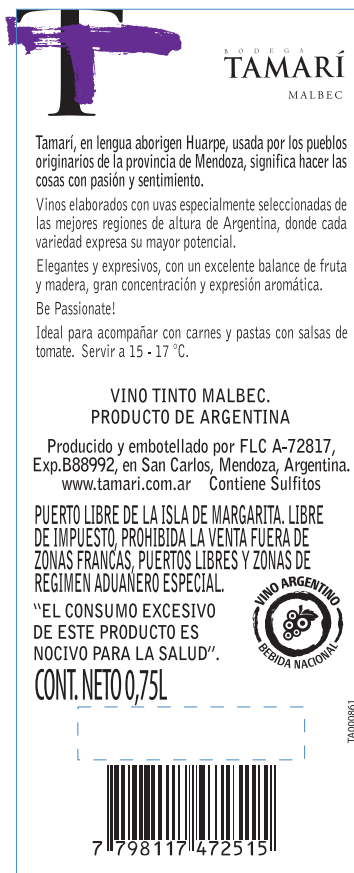 T
BODEGA
TAMARÍ
MALBEC
Tamarí, en lengua aborigen Huarpe, usada por los pueblos
originarios de la provincia de Mendoza, significa hacer las
cosas con pasión y sentimiento.
Vinos elaborados con uvas especialmente seleccionadas de
las mejores regiones de altura de Argentina, donde cada
variedad expresa su mayor potencial.
Elegantes y expresivos, con un excelente balance de fruta
y madera, gran concentración y expresión aromática.
Be Passionate!
Ideal para acompañar con carnes y pastas con salsas de
tomate. Servir a 15 - 17 °C.
VINO TINTO MALBEC.
PRODUCTO DE ARGENTINA
Producido y embotellado por FLC A-72817,
Exp.B88992, en San Carlos, Mendoza, Argentina.
www.tamari.com.ar Contiene Sulfitos
PUERTO LIBRE DE LA ISLA DE MARGARITA. LIBRE
DE IMPUESTO, PROHIBIDA LA VENTA FUERA DE
ZONAS FRANCAS, PUERTOS LIBRES Y ZONAS DE
REGIMEN ADUANERO ESPECIAL.
"EL CONSUMO EXCESIVO
DE ESTE PRODUCTO ES
NOCIVO PARA LA SALUD".
VINO ARGENTINO
BEBIDA NACIONAL
CONT. NETO 0,75L
TA000861
7 798117 472515